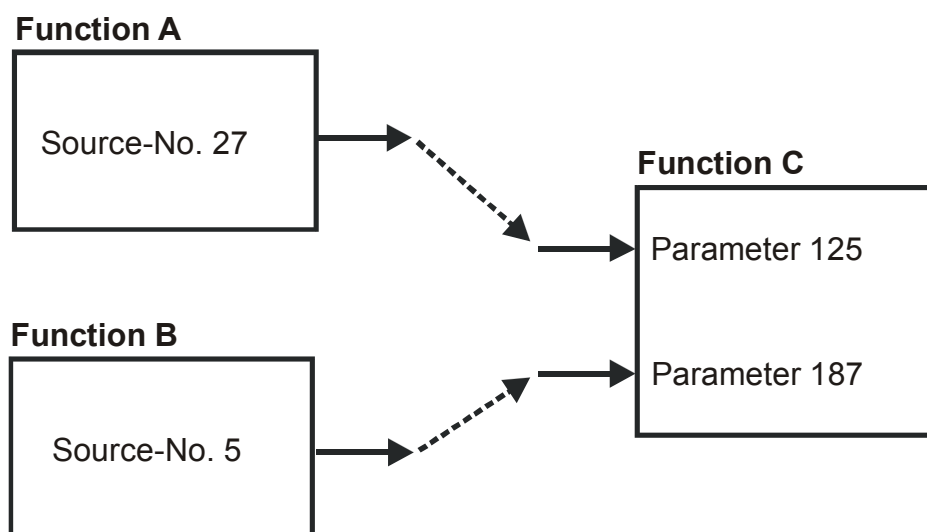 Function A
Source-No. 27
Function C
Parameter 125
Function B
Parameter 187
Source-No. 5